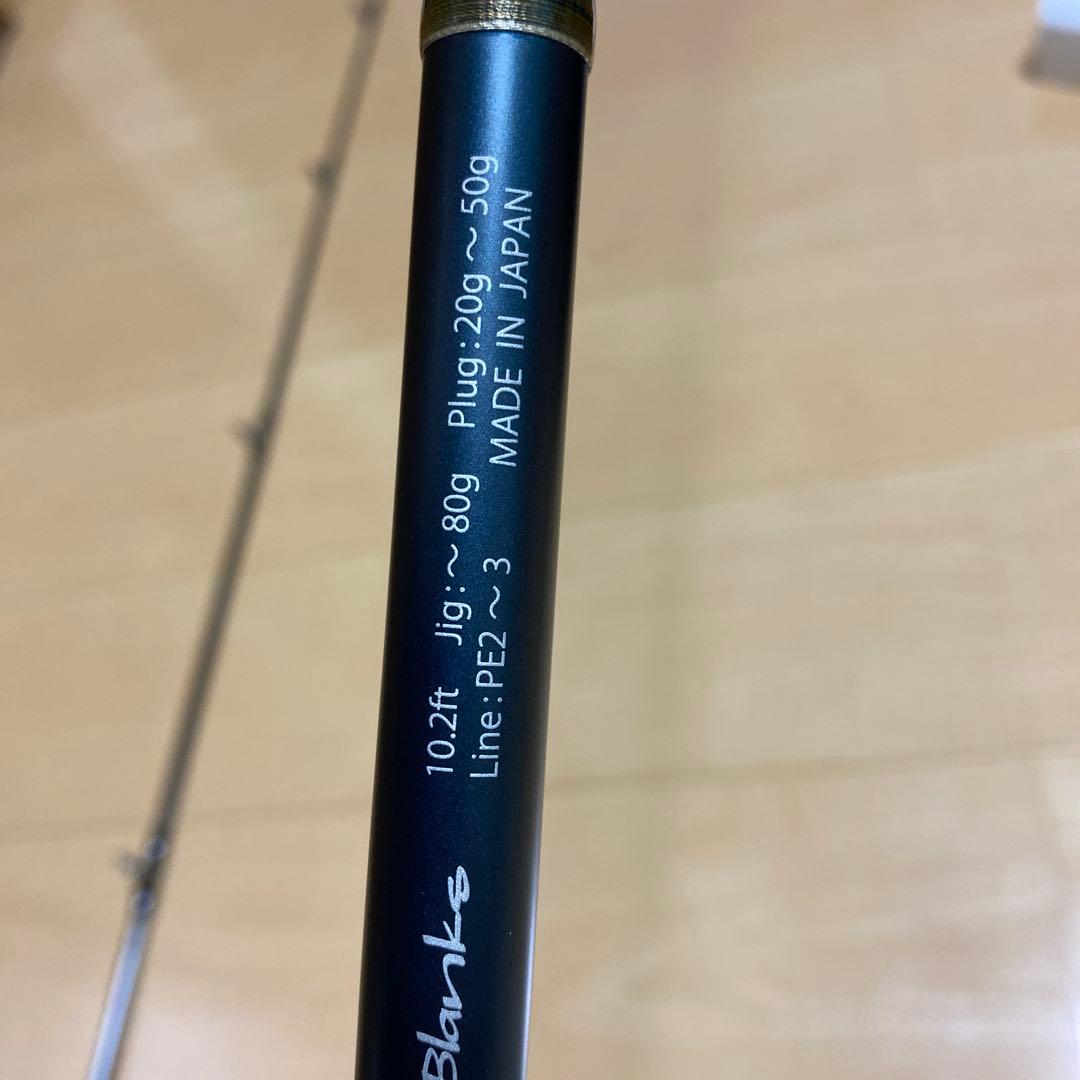 Blanks
10.2ft Jig:～80g Plug:20g～50g
Line:PE2～3 MADE IN JAPAN